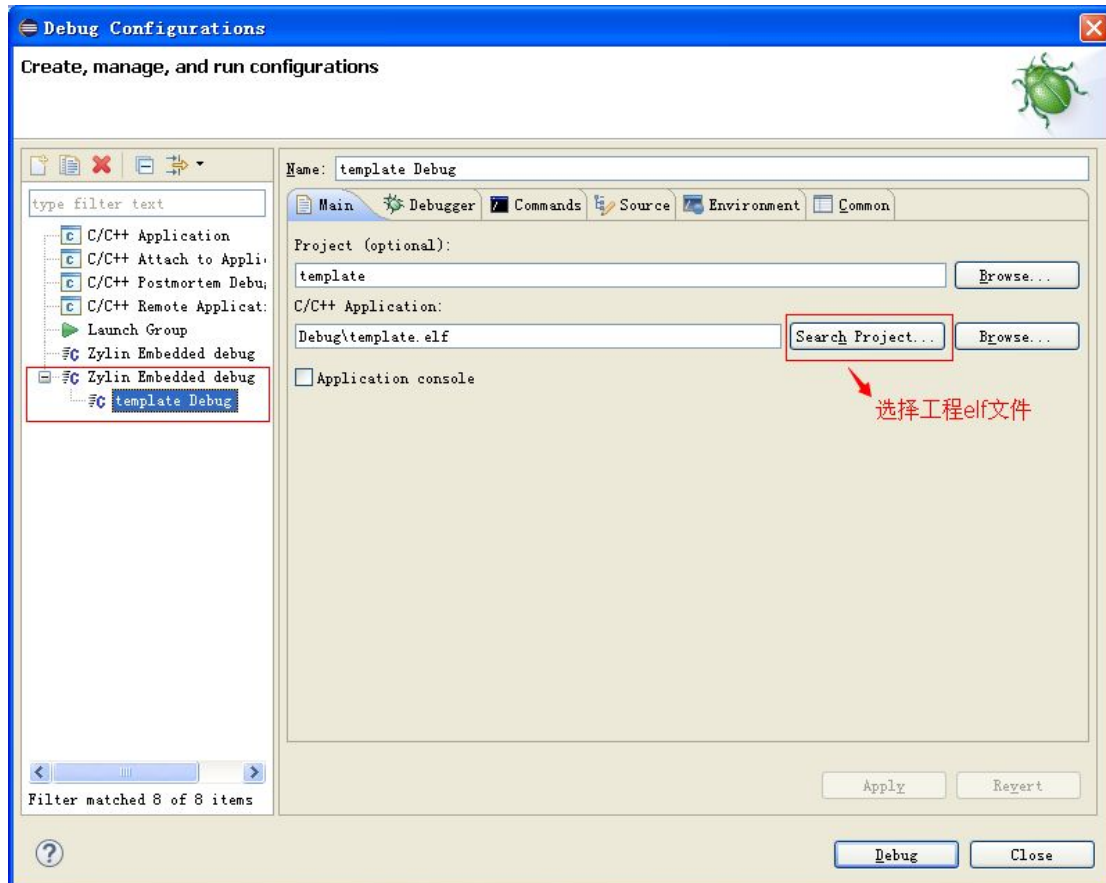 Debug Configurations
Create, manage, and run configurations
Name: template Debug
type filter text
Main Debugger Commands Source Environment Common
C/C++ Application
C/C++ Attach to Appli
C/C++ Postmortem Debu
C/C++ Remote Applicat
Launch Group
Zylin Embedded debug
Zylin Embedded debug
template Debug
Project (optional):
template Browse...
C/C++ Application:
Debug\template.elf Search Project... Browse...
Application console
选择工程elf文件
Filter matched 8 of 8 items
Apply Revert
Debug Close